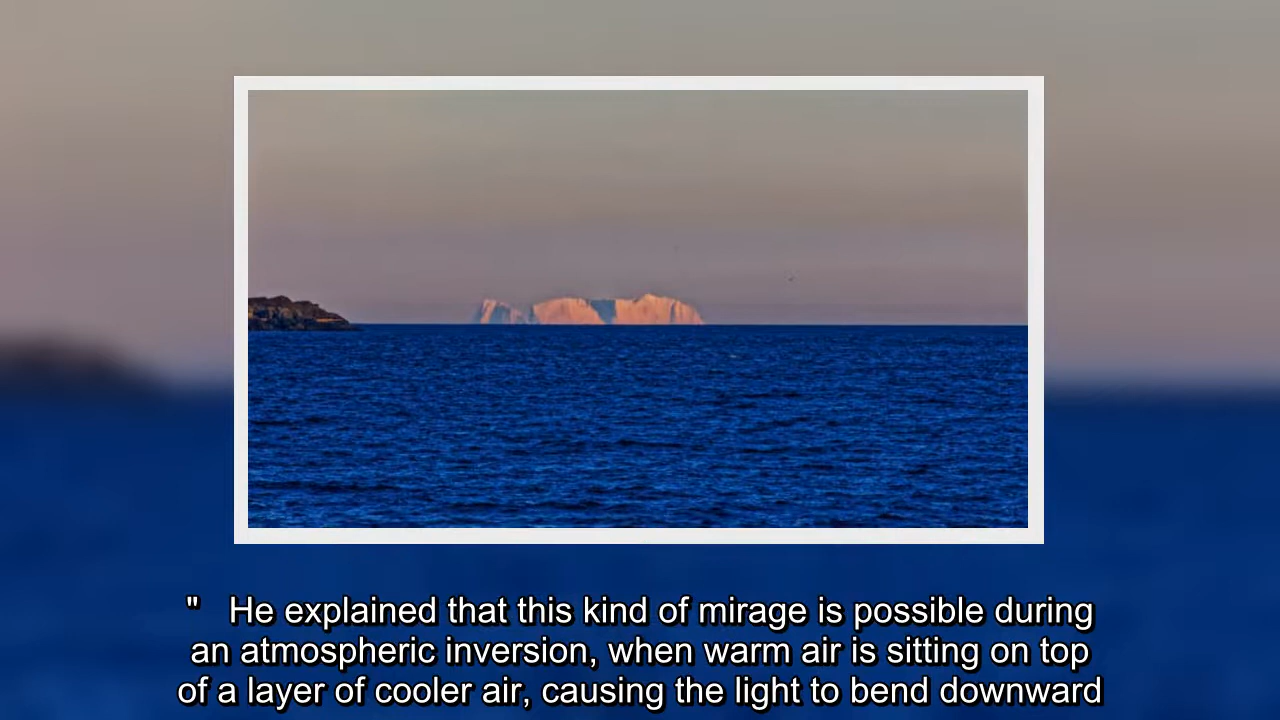 " He explained that this kind of mirage is possible during
an atmospheric inversion, when warm air is sitting on top
of a layer of cooler air, causing the light to bend downward